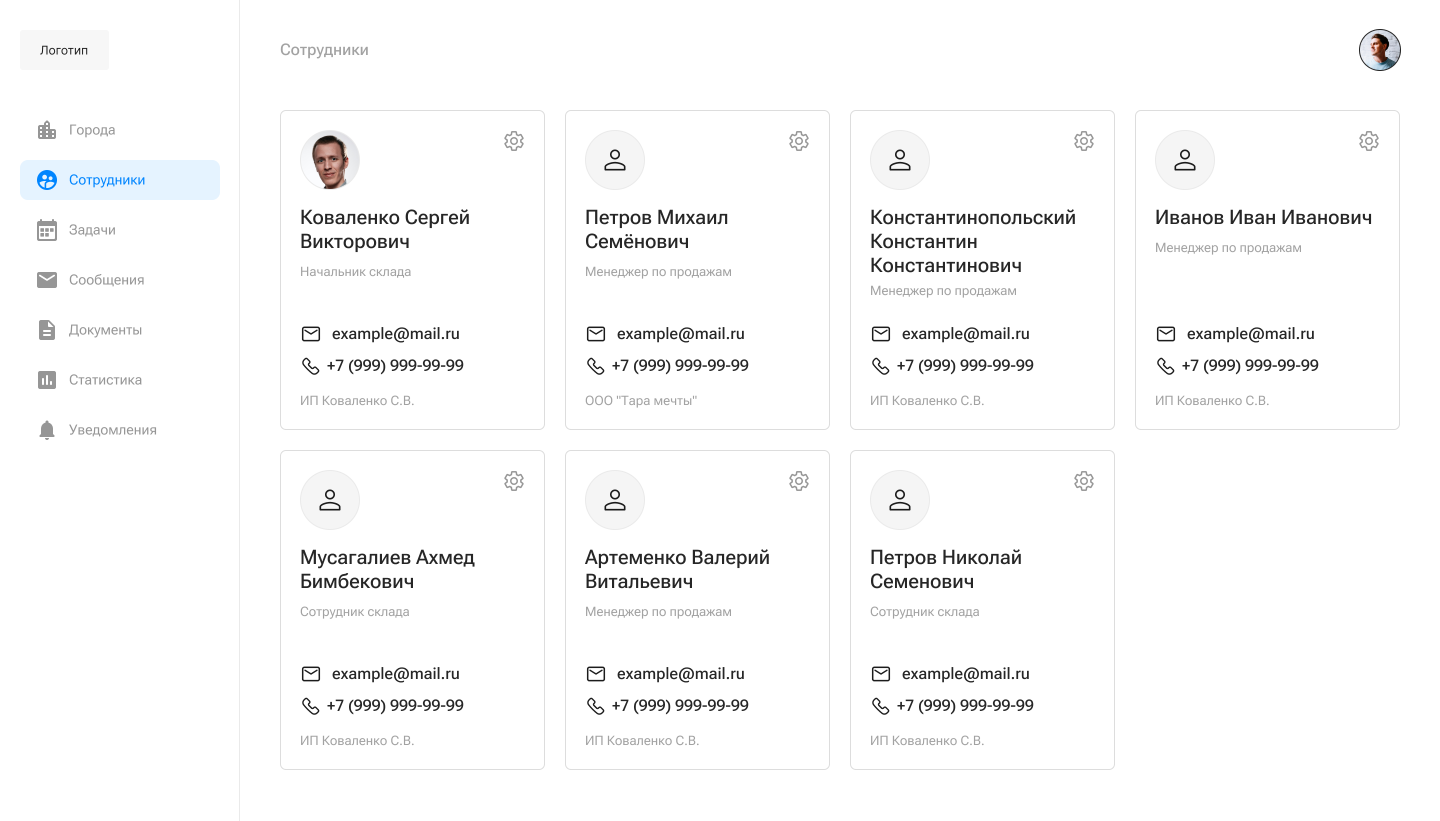 Логотип
Города
Сотрудники
Задачи
Сообщения
Документы
Статистика
Уведомления
Сотрудники
Коваленко Сергей
Викторович
Начальник склада
example@mail.ru
+7 (999) 999-99-99
ИП Коваленко С.В.
Петров Михаил
Семёнович
Менеджер по продажам
example@mail.ru
+7 (999) 999-99-99
ООО "Тара мечты"
Константинопольский
Константин
Константинович
Менеджер по продажам
example@mail.ru
+7 (999) 999-99-99
ИП Коваленко С.В.
Иванов Иван Иванович
Менеджер по продажам
example@mail.ru
+7 (999) 999-99-99
ИП Коваленко С.В.
Мусагалиев Ахмед
Бимбекович
Сотрудник склада
example@mail.ru
+7 (999) 999-99-99
ИП Коваленко С.В.
Артеменко Валерий
Витальевич
Менеджер по продажам
example@mail.ru
+7 (999) 999-99-99
ИП Коваленко С.В.
Петров Николай
Семенович
Сотрудник склада
example@mail.ru
+7 (999) 999-99-99
ИП Коваленко С.В.